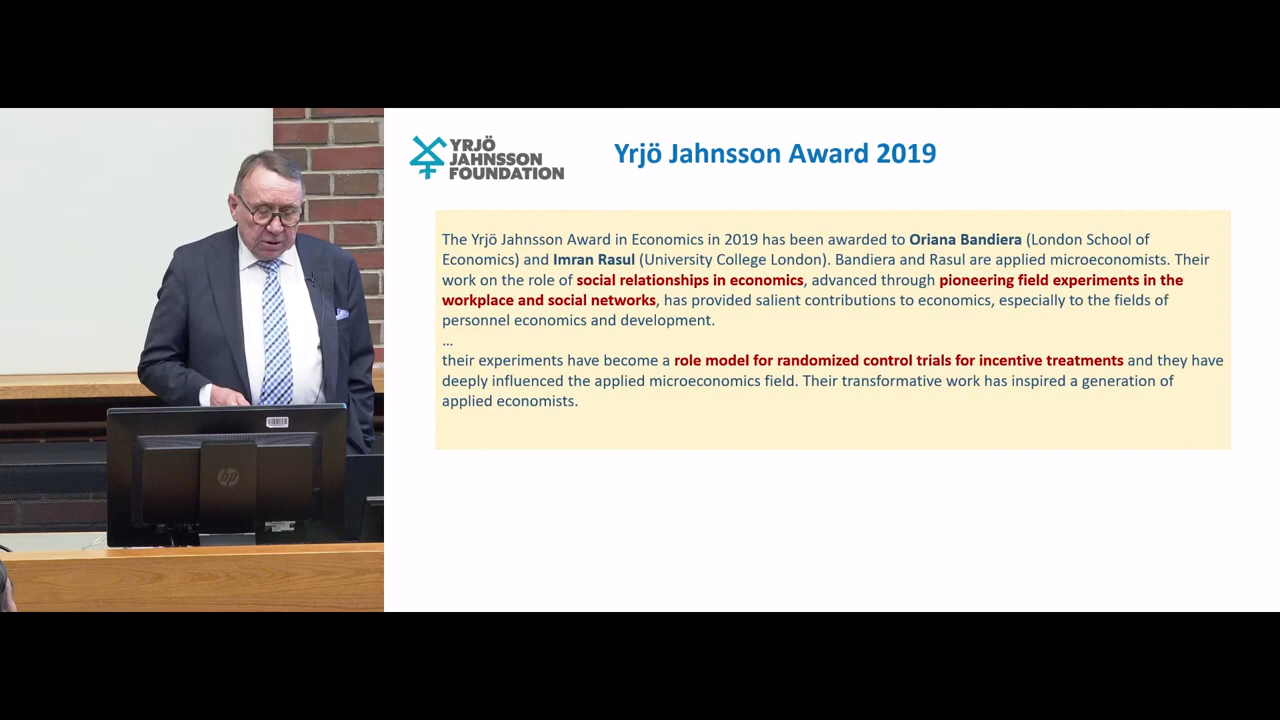 YRJÖ
JAHNSSON
FOUNDATION
Yrjö Jahnsson Award 2019
The Yrjö Jahnsson Award in Economics in 2019 has been awarded to Oriana Bandiera (London School of
Economics) and Imran Rasul (University College London). Bandiera and Rasul are applied microeconomists. Their
work on the role of social relationships in economics, advanced through pioneering field experiments in the
workplace and social networks, has provided salient contributions to economics, especially to the fields of
personnel economics and development.
...
their experiments have become a role model for randomized control trials for incentive treatments and they have
deeply influenced the applied microeconomics field. Their transformative work has inspired a generation of
applied economists.
hp